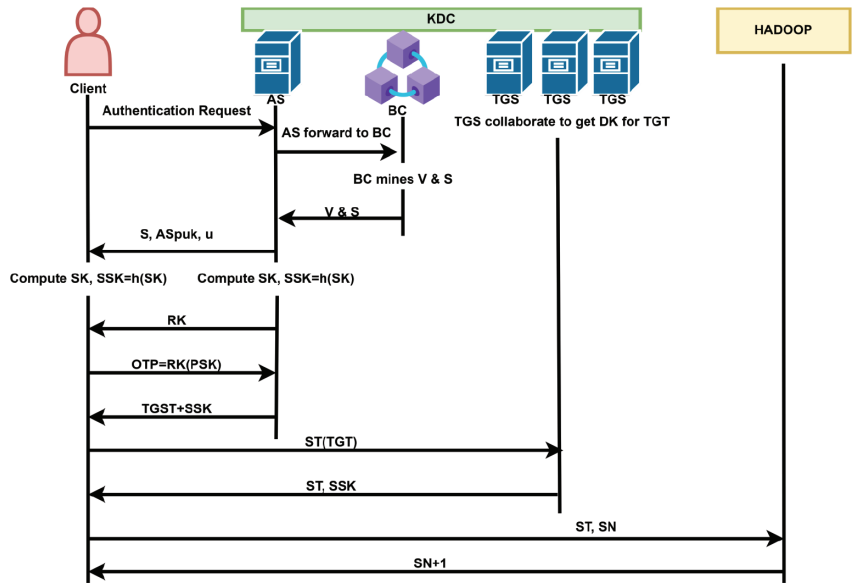 KDC
HADOOP
Client
AS
BC
TGS
TGS
TGS
Authentication Request
TGS collaborate to get DK for TGT
AS forward to BC
BC mines V & S
V & S
S, ASpuk, u
Compute SK, SSK=h(SK)
Compute SK, SSK=h(SK)
RK
OTP=RK(PSK)
TGST+SSK
ST(TGT)
ST, SSK
ST, SN
SN+1